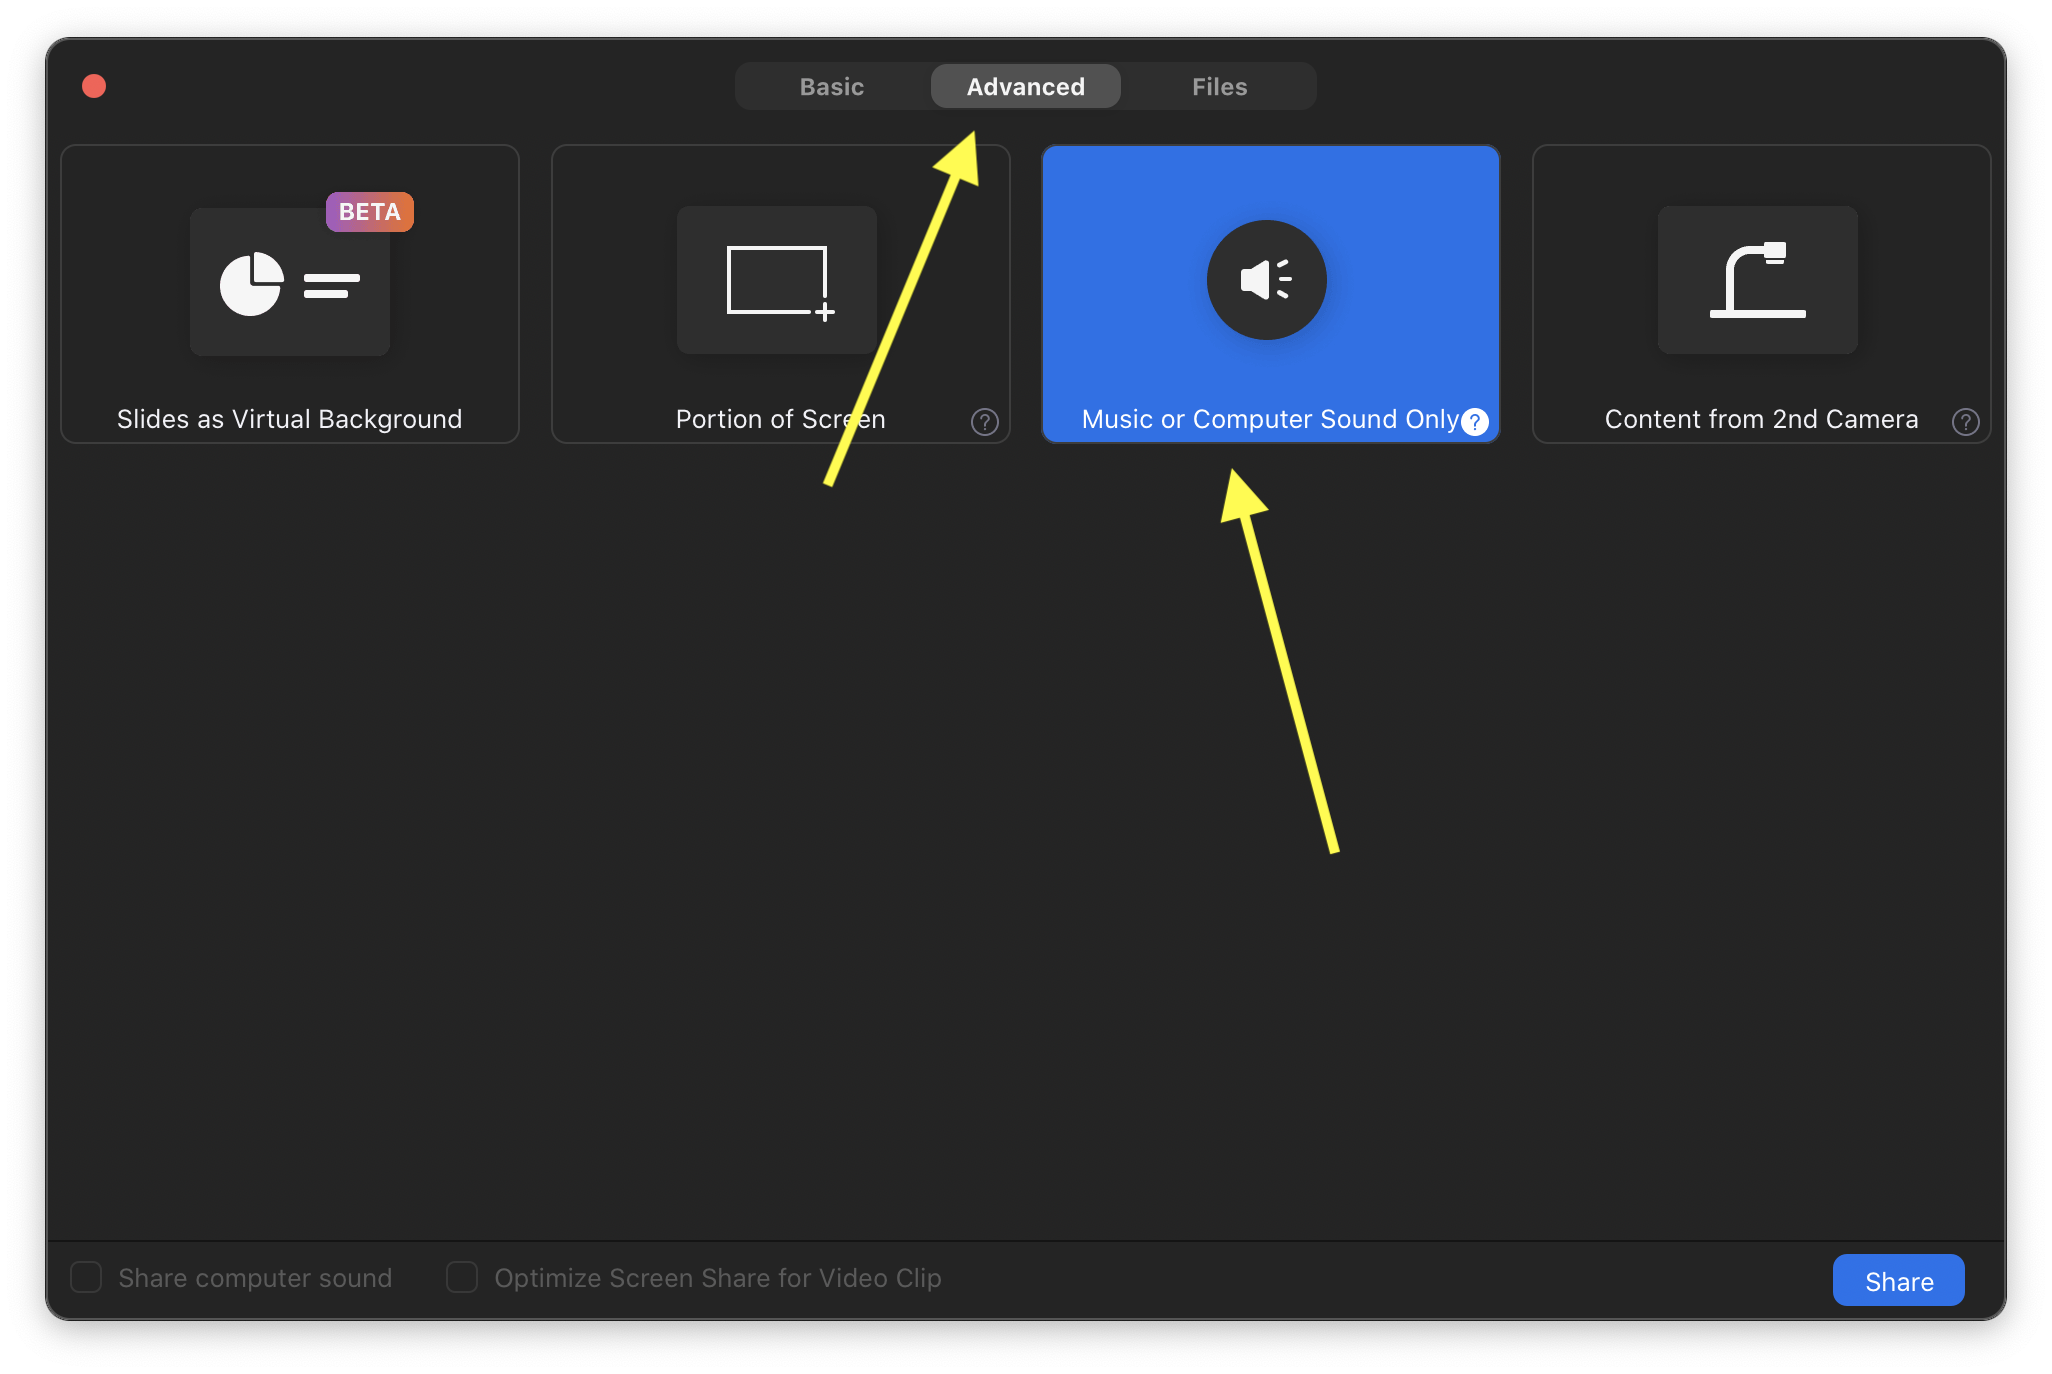 Basic
Advanced
Files
BETA
Slides as Virtual Background
Portion of Screen
?
Music or Computer Sound Only
?
Content from 2nd Camera
?
Share computer sound
Optimize Screen Share for Video Clip
Share